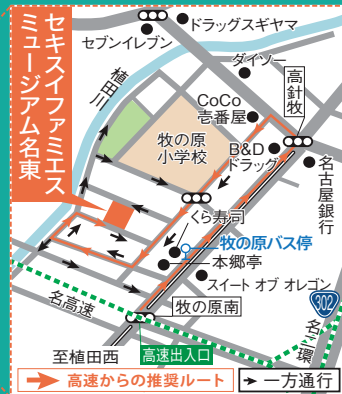 セキスイファミエス
ミュージアム名東
ドラッグスギヤマ
セブンイレブン
植田川
ダイソー
高針牧
CoCo
壱番屋
牧の原
小学校
B&D
ドラッグ
名古屋銀行
くら寿司
牧の原バス停
本郷亭
スイート オブ オレゴン
名高速
牧の原南
302
名二環
至植田西
高速出入口
高速からの推奨ルート
一方通行